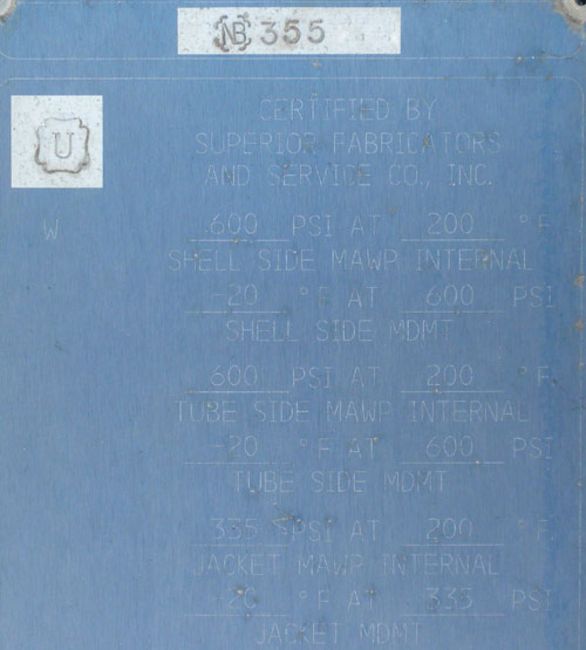 NB 355
CERTIFIED BY
U
SUPERIOR FABRICATORS
AND SERVICE CO., INC.
W 600 PSI AT 200 °F
SHELL SIDE MAWP INTERNAL
-20 °F AT 600 PSI
SHELL SIDE MDMT
600 PSI AT 200 °F
TUBE SIDE MAWP INTERNAL
-20 °F AT 600 PSI
TUBE SIDE MDMT
335 PSI AT 200 °F
JACKET MAWP INTERNAL
-20 °F AT 335 PSI
JACKET MDMT